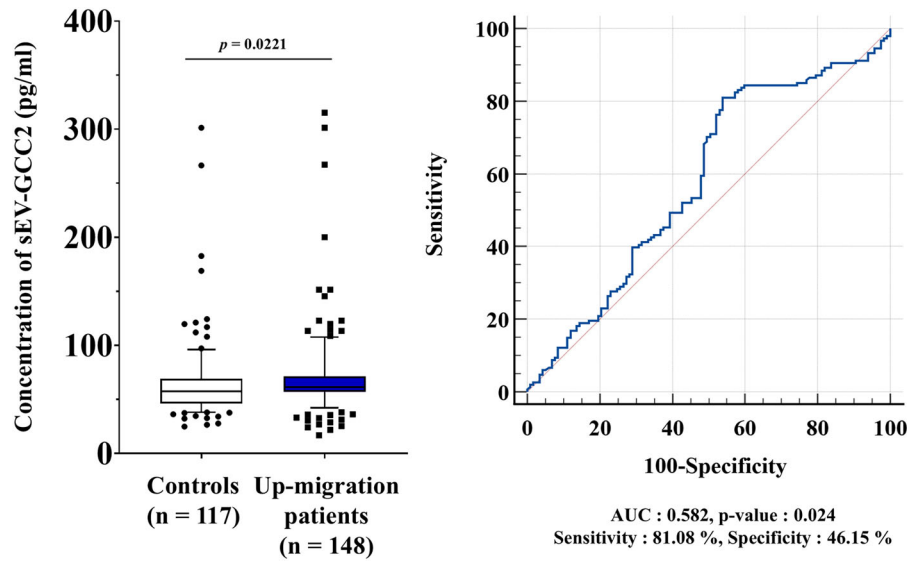 Concentration of sEV-GCC2 (pg/ml)
400
300
200
100
0
p = 0.0221
Controls
(n = 117)
Up-migration
patients
(n = 148)
Sensitivity
100
80
60
40
20
0
0 20 40 60 80 100
100-Specificity
AUC : 0.582, p-value : 0.024
Sensitivity : 81.08 %, Specificity : 46.15 %